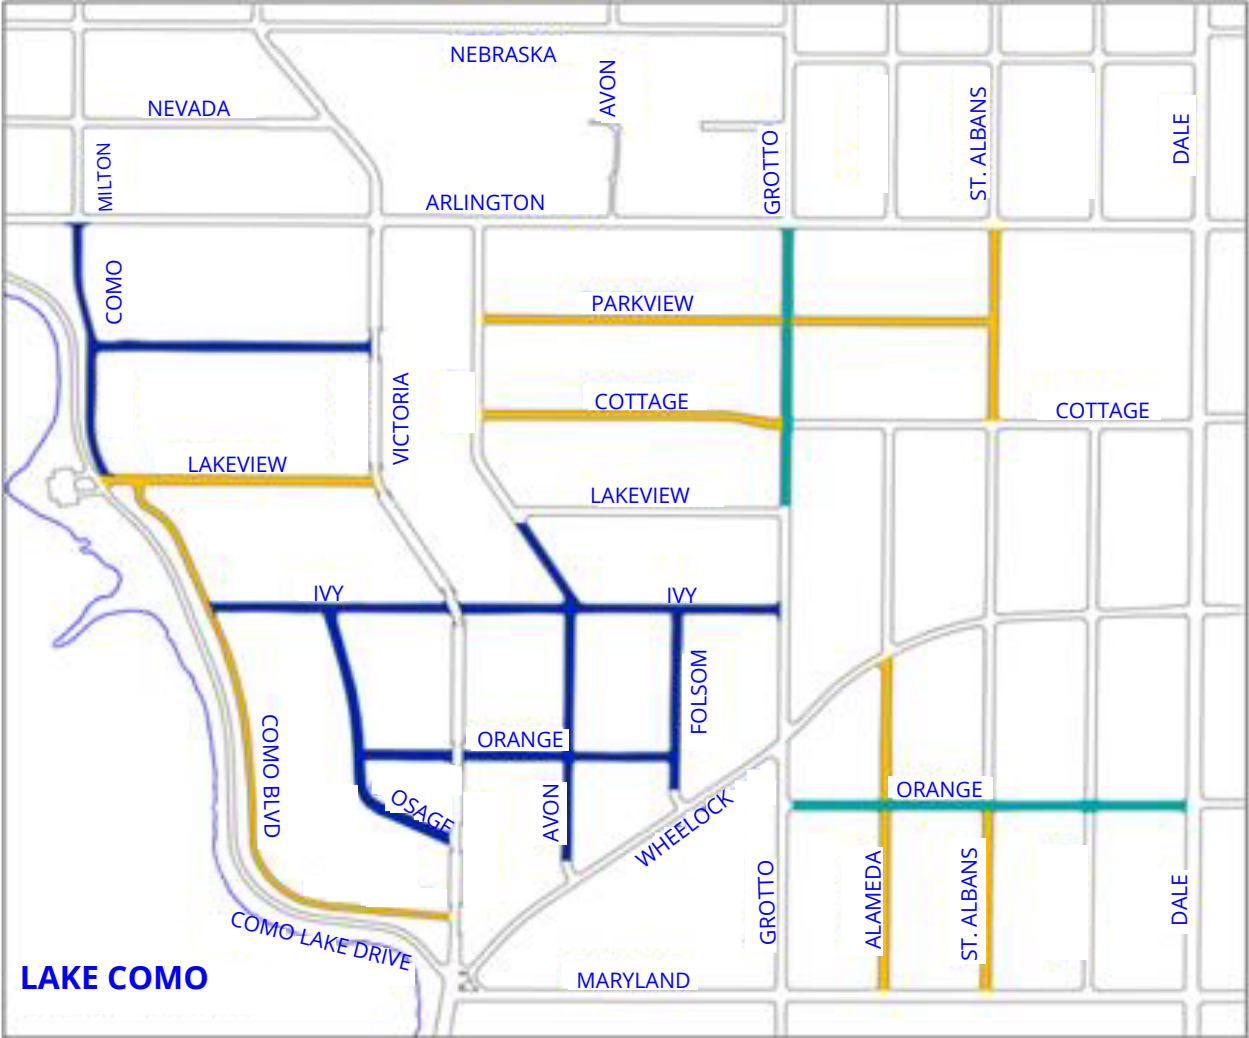 NEBRASKA
AVON
NEVADA
ST. ALBANS
DALE
MILTON
GROTTO
ARLINGTON
COMO
PARKVIEW
VICTORIA
COTTAGE
COTTAGE
LAKEVIEW
LAKEVIEW
IVY
IVY
FOLSOM
COMO BLVD
ORANGE
OSAGE
AVON
WHEELOCK
ORANGE
GROTTO
ALAMEDA
ST. ALBANS
DALE
COMO LAKE DRIVE
LAKE COMO
MARYLAND